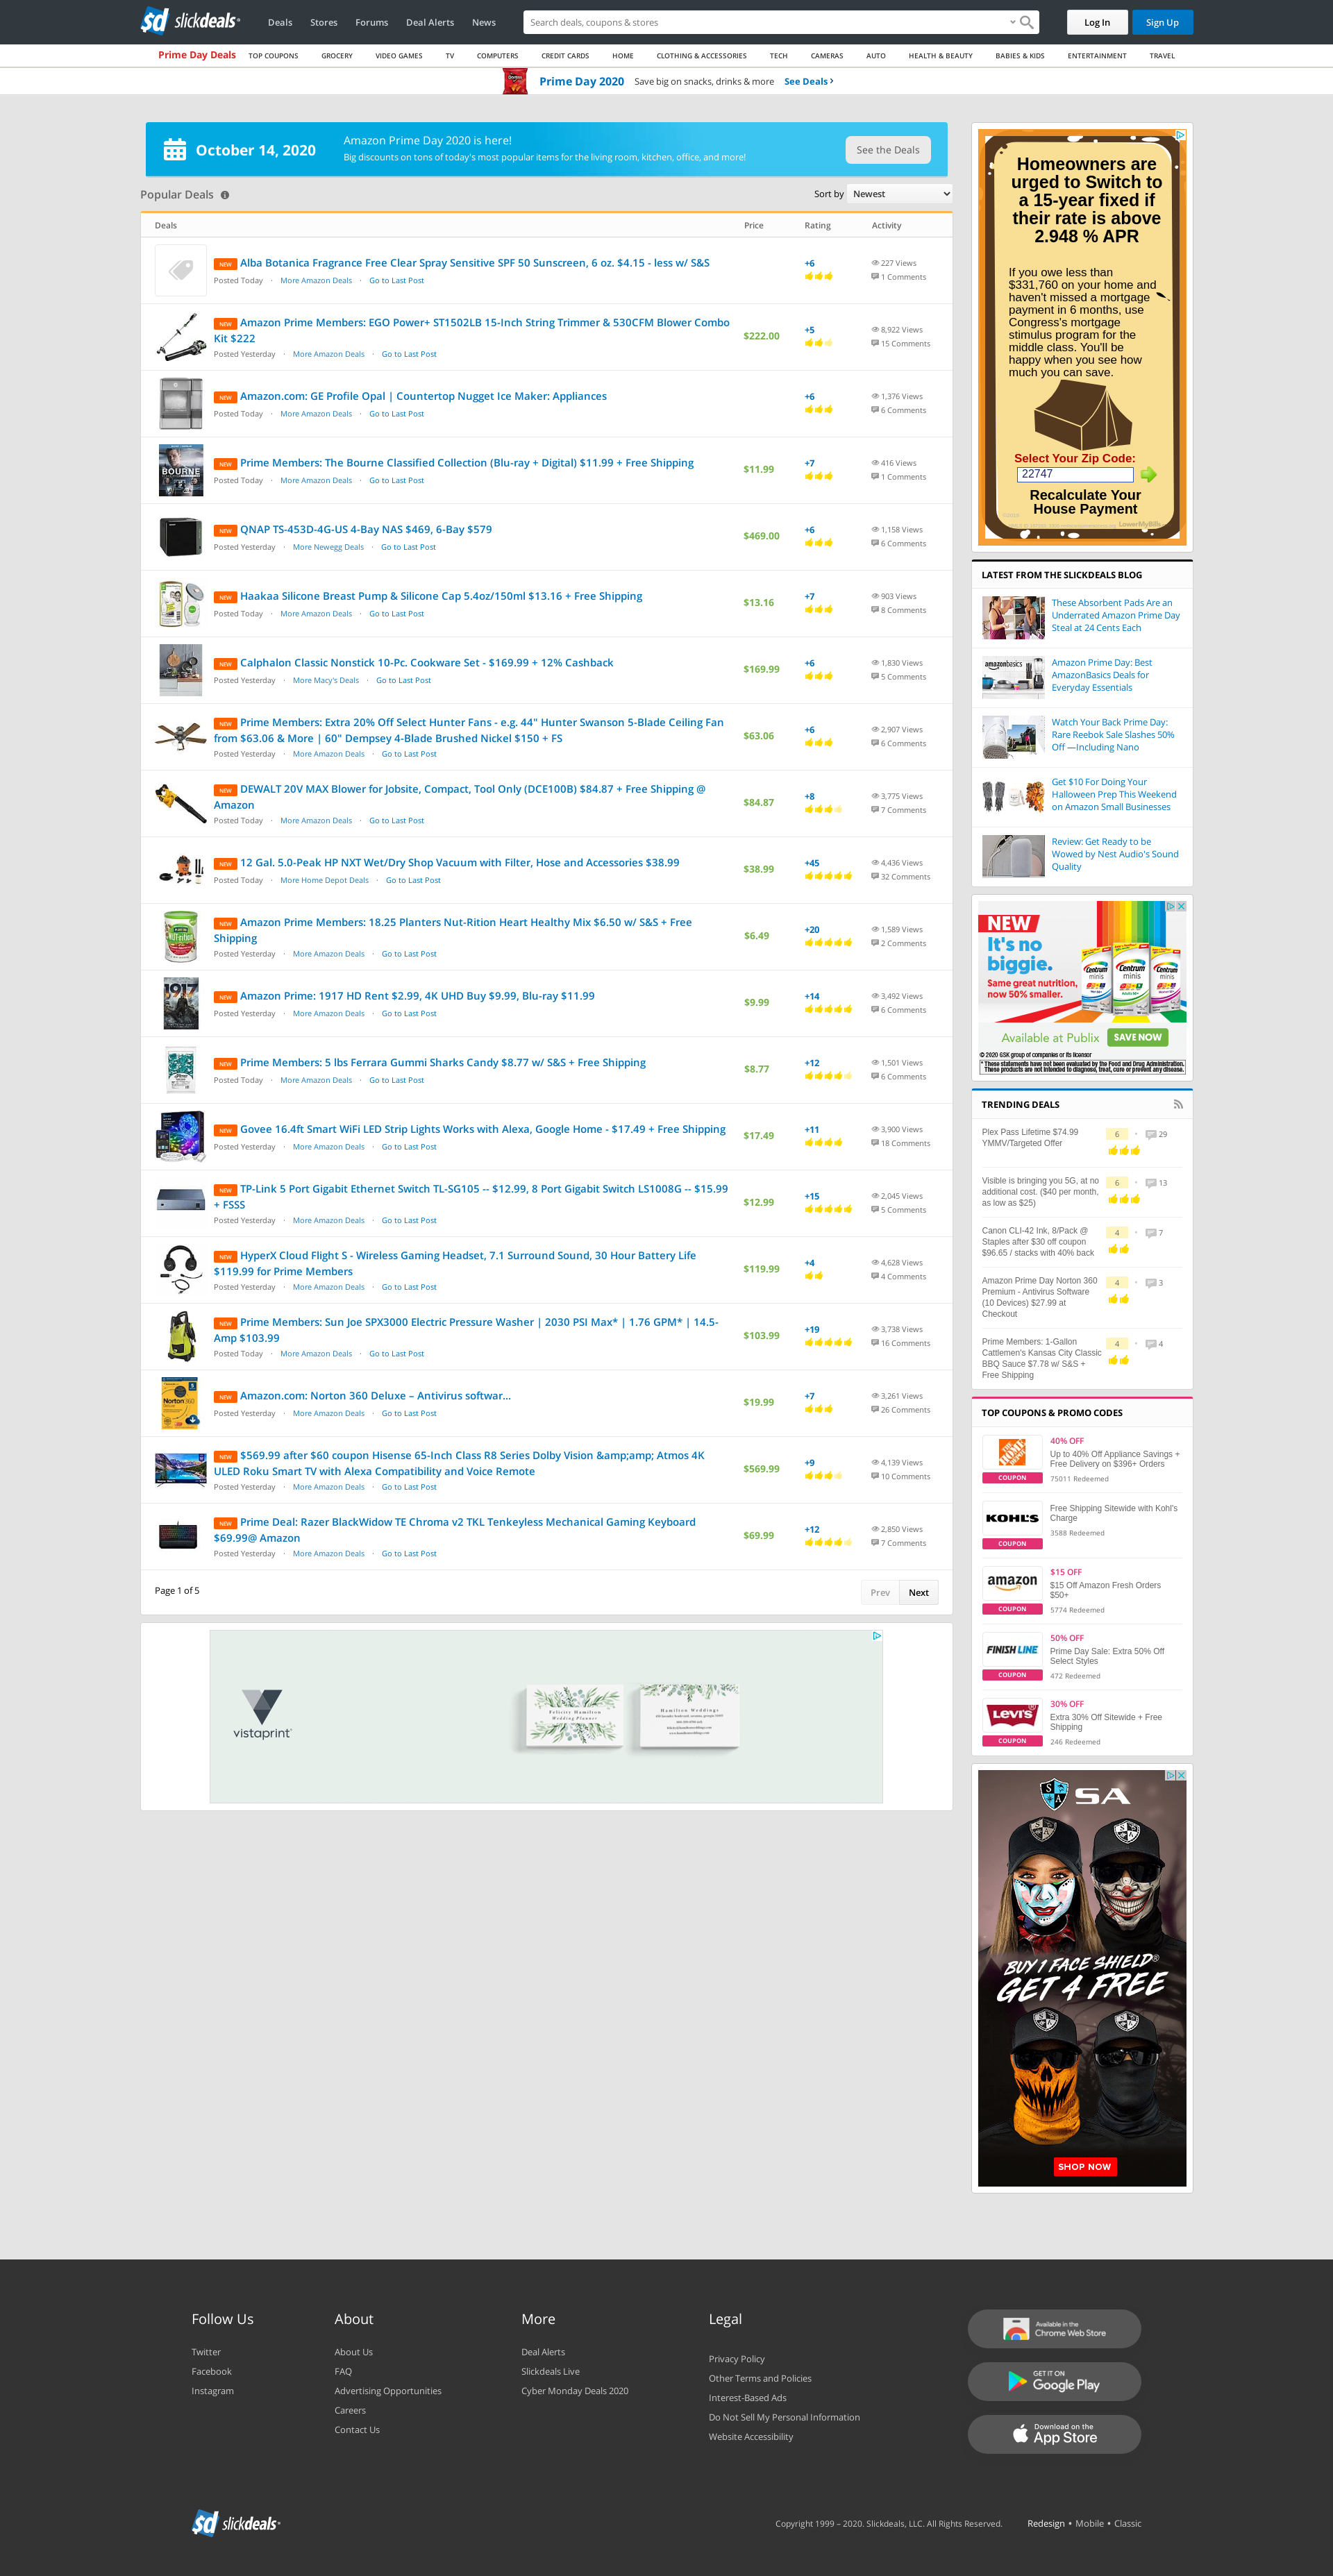 sd slickdeals
Deals Stores Forums Deal Alerts News
Search deals, coupons & stores
Log In Sign Up
Prime Day Deals TOP COUPONS GROCERY VIDEO GAMES TV COMPUTERS CREDIT CARDS HOME CLOTHING & ACCESSORIES TECH CAMERAS AUTO HEALTH & BEAUTY BABIES & KIDS ENTERTAINMENT TRAVEL
Prime Day 2020 Save big on snacks, drinks & more See Deals ›
October 14, 2020
Amazon Prime Day 2020 is here!
Big discounts on tons of today's most popular items for the living room, kitchen, office, and more!
See the Deals
Popular Deals
Sort by Newest
Deals Price Rating Activity
NEW Alba Botanica Fragrance Free Clear Spray Sensitive SPF 50 Sunscreen, 6 oz. $4.15 - less w/ S&S
Posted Today · More Amazon Deals · Go to Last Post
+6
227 Views
1 Comments
NEW Amazon Prime Members: EGO Power+ ST1502LB 15-Inch String Trimmer & 530CFM Blower Combo
Kit $222
Posted Yesterday · More Amazon Deals · Go to Last Post
$222.00
+5
8,922 Views
15 Comments
NEW Amazon.com: GE Profile Opal | Countertop Nugget Ice Maker: Appliances
Posted Today · More Amazon Deals · Go to Last Post
+6
1,376 Views
6 Comments
BOURNE
NEW Prime Members: The Bourne Classified Collection (Blu-ray + Digital) $11.99 + Free Shipping
Posted Today · More Amazon Deals · Go to Last Post
$11.99
+7
416 Views
1 Comments
NEW QNAP TS-453D-4G-US 4-Bay NAS $469, 6-Bay $579
Posted Yesterday · More Newegg Deals · Go to Last Post
$469.00
+6
1,158 Views
6 Comments
NEW Haakaa Silicone Breast Pump & Silicone Cap 5.4oz/150ml $13.16 + Free Shipping
Posted Today · More Amazon Deals · Go to Last Post
$13.16
+7
903 Views
8 Comments
NEW Calphalon Classic Nonstick 10-Pc. Cookware Set - $169.99 + 12% Cashback
Posted Yesterday · More Macy's Deals · Go to Last Post
$169.99
+6
1,830 Views
5 Comments
NEW Prime Members: Extra 20% Off Select Hunter Fans - e.g. 44" Hunter Swanson 5-Blade Ceiling Fan
from $63.06 & More | 60" Dempsey 4-Blade Brushed Nickel $150 + FS
Posted Yesterday · More Amazon Deals · Go to Last Post
$63.06
+6
2,907 Views
6 Comments
NEW DEWALT 20V MAX Blower for Jobsite, Compact, Tool Only (DCE100B) $84.87 + Free Shipping @
Amazon
Posted Today · More Amazon Deals · Go to Last Post
$84.87
+8
3,775 Views
7 Comments
NEW 12 Gal. 5.0-Peak HP NXT Wet/Dry Shop Vacuum with Filter, Hose and Accessories $38.99
Posted Today · More Home Depot Deals · Go to Last Post
$38.99
+45
4,436 Views
32 Comments
NEW Amazon Prime Members: 18.25 Planters Nut-Rition Heart Healthy Mix $6.50 w/ S&S + Free
Shipping
Posted Yesterday · More Amazon Deals · Go to Last Post
$6.49
+20
1,589 Views
2 Comments
1917
NEW Amazon Prime: 1917 HD Rent $2.99, 4K UHD Buy $9.99, Blu-ray $11.99
Posted Yesterday · More Amazon Deals · Go to Last Post
$9.99
+14
3,492 Views
6 Comments
NEW Prime Members: 5 lbs Ferrara Gummi Sharks Candy $8.77 w/ S&S + Free Shipping
Posted Today · More Amazon Deals · Go to Last Post
$8.77
+12
1,501 Views
6 Comments
NEW Govee 16.4ft Smart WiFi LED Strip Lights Works with Alexa, Google Home - $17.49 + Free Shipping
Posted Yesterday · More Amazon Deals · Go to Last Post
$17.49
+11
3,900 Views
18 Comments
NEW TP-Link 5 Port Gigabit Ethernet Switch TL-SG105 -- $12.99, 8 Port Gigabit Switch LS1008G -- $15.99
+ FSSS
Posted Yesterday · More Amazon Deals · Go to Last Post
$12.99
+15
2,045 Views
5 Comments
NEW HyperX Cloud Flight S - Wireless Gaming Headset, 7.1 Surround Sound, 30 Hour Battery Life
$119.99 for Prime Members
Posted Yesterday · More Amazon Deals · Go to Last Post
$119.99
+4
4,628 Views
4 Comments
NEW Prime Members: Sun Joe SPX3000 Electric Pressure Washer | 2030 PSI Max* | 1.76 GPM* | 14.5-
Amp $103.99
Posted Today · More Amazon Deals · Go to Last Post
$103.99
+19
3,738 Views
16 Comments
Norton 360
NEW Amazon.com: Norton 360 Deluxe – Antivirus softwar...
Posted Yesterday · More Amazon Deals · Go to Last Post
$19.99
+7
3,261 Views
26 Comments
NEW $569.99 after $60 coupon Hisense 65-Inch Class R8 Series Dolby Vision &amp;amp; Atmos 4K
ULED Roku Smart TV with Alexa Compatibility and Voice Remote
Posted Yesterday · More Amazon Deals · Go to Last Post
$569.99
+9
4,139 Views
10 Comments
NEW Prime Deal: Razer BlackWidow TE Chroma v2 TKL Tenkeyless Mechanical Gaming Keyboard
$69.99@ Amazon
Posted Yesterday · More Amazon Deals · Go to Last Post
$69.99
+12
2,850 Views
7 Comments
Page 1 of 5
Prev Next
vistaprint
Felicity Hamilton
Wedding Planner
Hamilton Weddings
Homeowners are
urged to Switch to
a 15-year fixed if
their rate is above
2.948 % APR
If you owe less than
$331,760 on your home and
haven't missed a mortgage
payment in 6 months, use
Congress's mortgage
stimulus program for the
middle class. You'll be
happy when you see how
much you can save.
Select Your Zip Code:
22747
Recalculate Your
House Payment
LowerMyBills
LATEST FROM THE SLICKDEALS BLOG
These Absorbent Pads Are an
Underrated Amazon Prime Day
Steal at 24 Cents Each
amazonbasics
Amazon Prime Day: Best
AmazonBasics Deals for
Everyday Essentials
Watch Your Back Prime Day:
Rare Reebok Sale Slashes 50%
Off —Including Nano
Get $10 For Doing Your
Halloween Prep This Weekend
on Amazon Small Businesses
Review: Get Ready to be
Wowed by Nest Audio's Sound
Quality
NEW
It's no
biggie.
Same great nutrition,
now 50% smaller.
Centrum minis Centrum minis Centrum minis
Available at Publix SAVE NOW
© 2020 GSK group of companies or its licensor
* These statements have not been evaluated by the Food and Drug Administration.
These products are not intended to diagnose, treat, cure or prevent any disease.
TRENDING DEALS
Plex Pass Lifetime $74.99
YMMV/Targeted Offer
6 · 29
Visible is bringing you 5G, at no
additional cost. ($40 per month,
as low as $25)
6 · 13
Canon CLI-42 Ink, 8/Pack @
Staples after $30 off coupon
$96.65 / stacks with 40% back
4 · 7
Amazon Prime Day Norton 360
Premium - Antivirus Software
(10 Devices) $27.99 at
Checkout
4 · 3
Prime Members: 1-Gallon
Cattlemen's Kansas City Classic
BBQ Sauce $7.78 w/ S&S +
Free Shipping
4 · 4
TOP COUPONS & PROMO CODES
40% OFF
Up to 40% Off Appliance Savings +
Free Delivery on $396+ Orders
COUPON
75011 Redeemed
KOHL'S
Free Shipping Sitewide with Kohl's
Charge
3588 Redeemed
COUPON
amazon
$15 OFF
$15 Off Amazon Fresh Orders
$50+
COUPON
5774 Redeemed
FINISH LINE
50% OFF
Prime Day Sale: Extra 50% Off
Select Styles
COUPON
472 Redeemed
LEVI'S
30% OFF
Extra 30% Off Sitewide + Free
Shipping
COUPON
246 Redeemed
SA
BUY 1 FACE SHIELD®
GET 4 FREE
SHOP NOW
Follow Us
Twitter
Facebook
Instagram
About
About Us
FAQ
Advertising Opportunities
Careers
Contact Us
More
Deal Alerts
Slickdeals Live
Cyber Monday Deals 2020
Legal
Privacy Policy
Other Terms and Policies
Interest-Based Ads
Do Not Sell My Personal Information
Website Accessibility
Available in the
Chrome Web Store
GET IT ON
Google Play
Download on the
App Store
sd slickdeals
Copyright 1999 – 2020. Slickdeals, LLC. All Rights Reserved. Redesign • Mobile • Classic